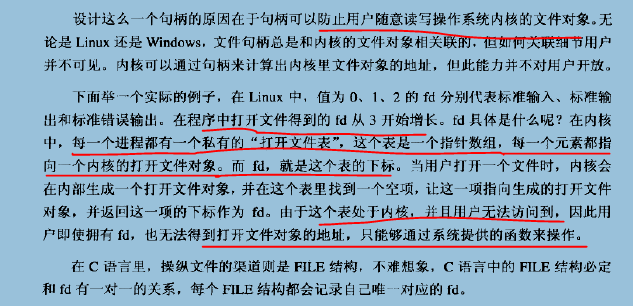 设计这么一个句柄的原因在于句柄可以防止用户随意读写操作系统内核的文件对象。无
论是 Linux 还是 Windows，文件句柄总是和内核的文件对象相关联的，但如何关联细节用户
并不可见。内核可以通过句柄来计算出内核里文件对象的地址，但此能力并不对用户开放。
下面举一个实际的例子，在 Linux 中，值为 0、1、2 的 fd 分别代表标准输入、标准输
出和标准错误输出。在程序中打开文件得到的 fd 从 3 开始增长。fd 具体是什么呢？在内核
中，每一个进程都有一个私有的“打开文件表”，这个表是一个指针数组，每一个元素都指
向一个内核的打开文件对象。而 fd，就是这个表的下标。当用户打开一个文件时，内核会
在内部生成一个打开文件对象，并在这个表里找到一个空项，让这一项指向生成的打开文件
对象，并返回这一项的下标作为 fd。由于这个表处于内核，并且用户无法访问到，因此用
户即使拥有 fd，也无法得到打开文件对象的地址，只能够通过系统提供的函数来操作。
在 C 语言里，操纵文件的渠道则是 FILE 结构，不难想象，C 语言中的 FILE 结构必定
和 fd 有一对一的关系，每个 FILE 结构都会记录自己唯一对应的 fd。